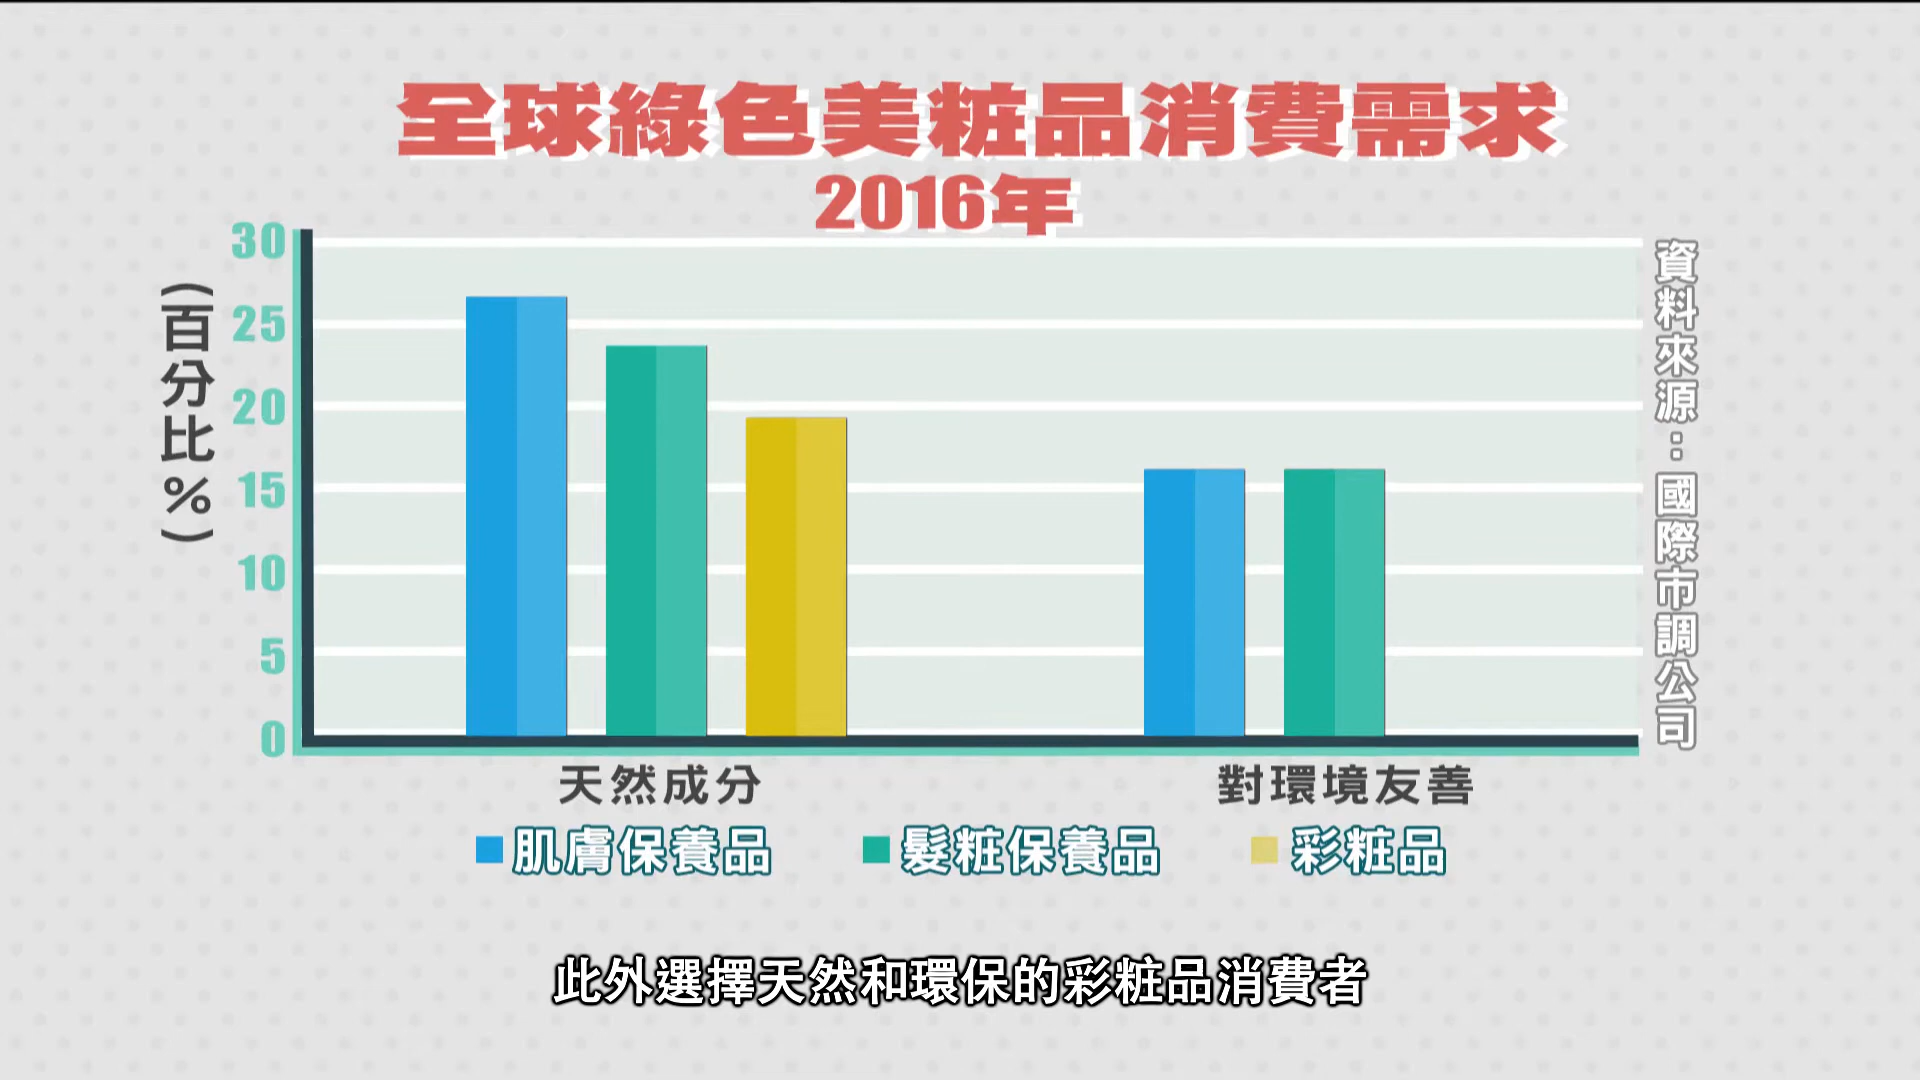 全球綠色美粧品消費需求
2016年
(百分比%)
30
25
20
15
10
5
0
資料來源：國際市調公司
天然成分
對環境友善
肌膚保養品
髮粧保養品
彩粧品
此外選擇天然和環保的彩粧品消費者